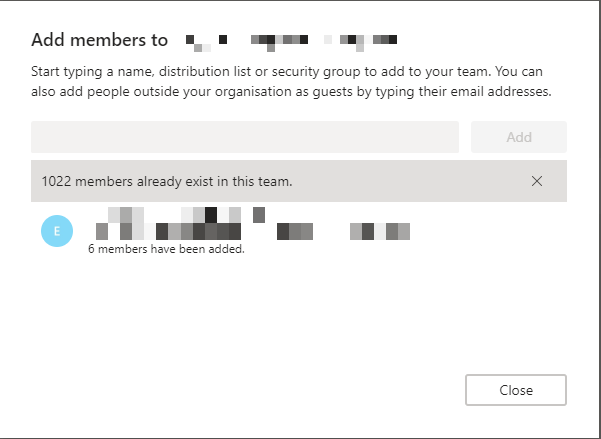 Add members to
Start typing a name, distribution list or security group to add to your team. You can
also add people outside your organisation as guests by typing their email addresses.
Add
1022 members already exist in this team.
E
6 members have been added.
Close